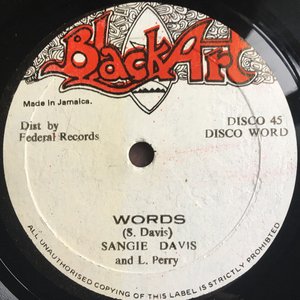 Black Art
Made in Jamaica.
Dist by
Federal Records
DISCO 45
DISCO WORD
WORDS
(S. Davis)
SANGIE DAVIS
and L. Perry
ALL UNAUTHORISED COPYING OF THIS DISC IS STRICTLY PROHIBITED